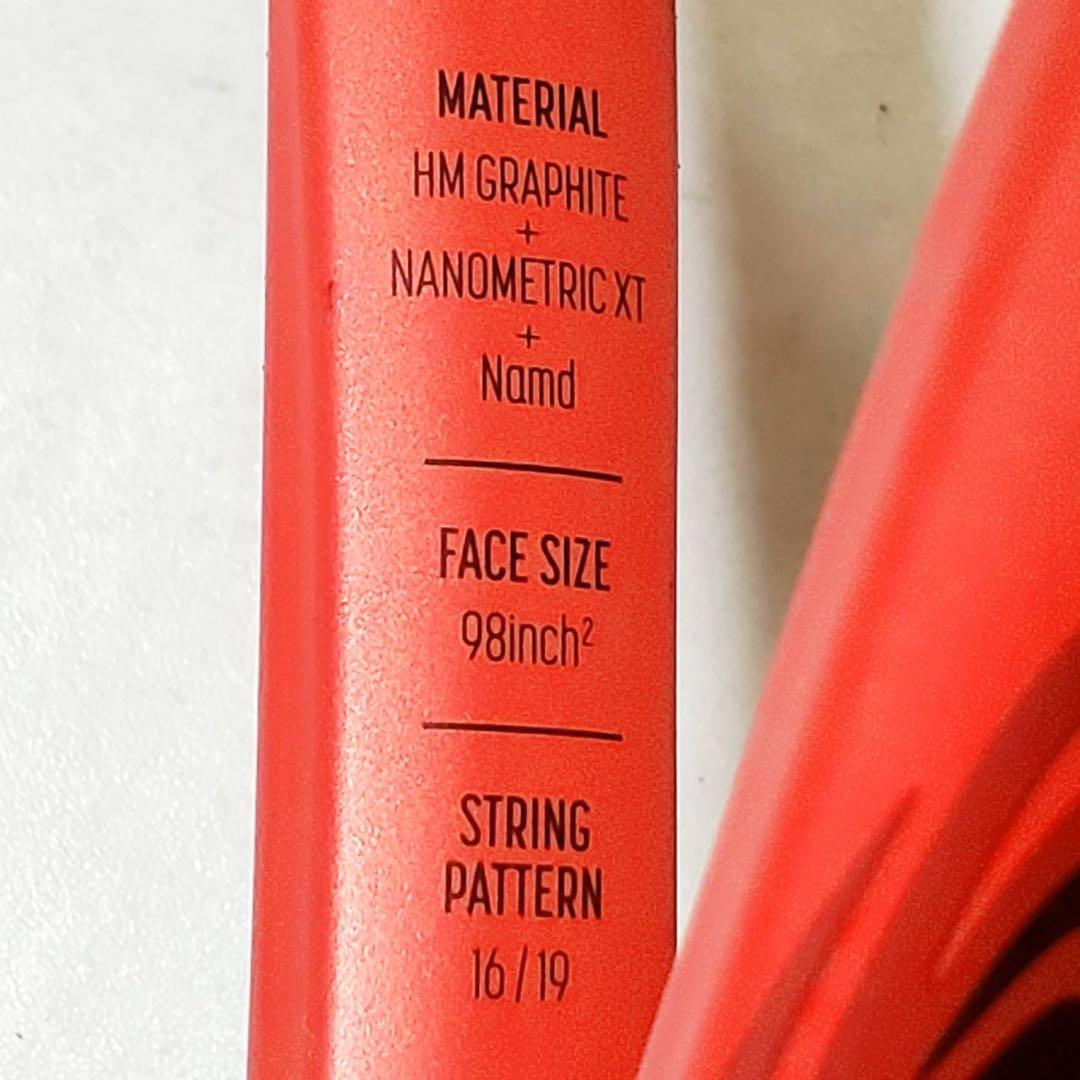 MATERIAL
HM GRAPHITE
+
NANOMETRIC XT
+
Namd
FACE SIZE
98inch²
STRING
PATTERN
16/19